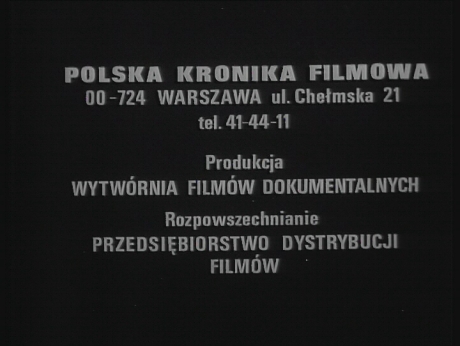 POLSKA KRONIKA FILMOWA
00-724 WARSZAWA ul. Chełmska 21
tel. 41-44-11
Produkcja
WYTWÓRNIA FILMÓW DOKUMENTALNYCH
Rozpowszechnianie
PRZEDSIĘBIORSTWO DYSTRYBUCJI
FILMÓW